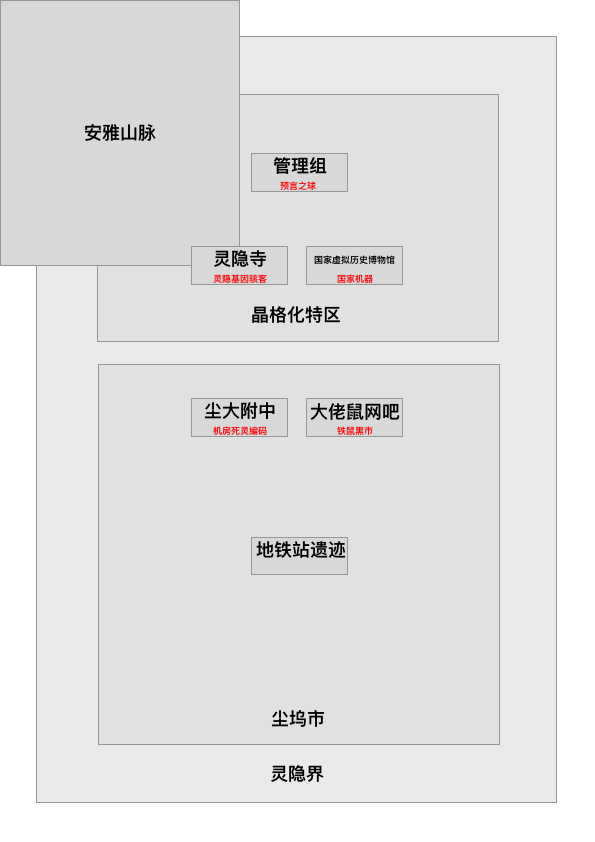 安雅山脉
管理组
预言之球
灵隐寺
灵隐基因骇客
国家虚拟历史博物馆
国家机器
晶格化特区
尘大附中
机房死灵编码
大佬鼠网吧
铁鼠黑市
地铁站遗迹
尘坞市
灵隐界